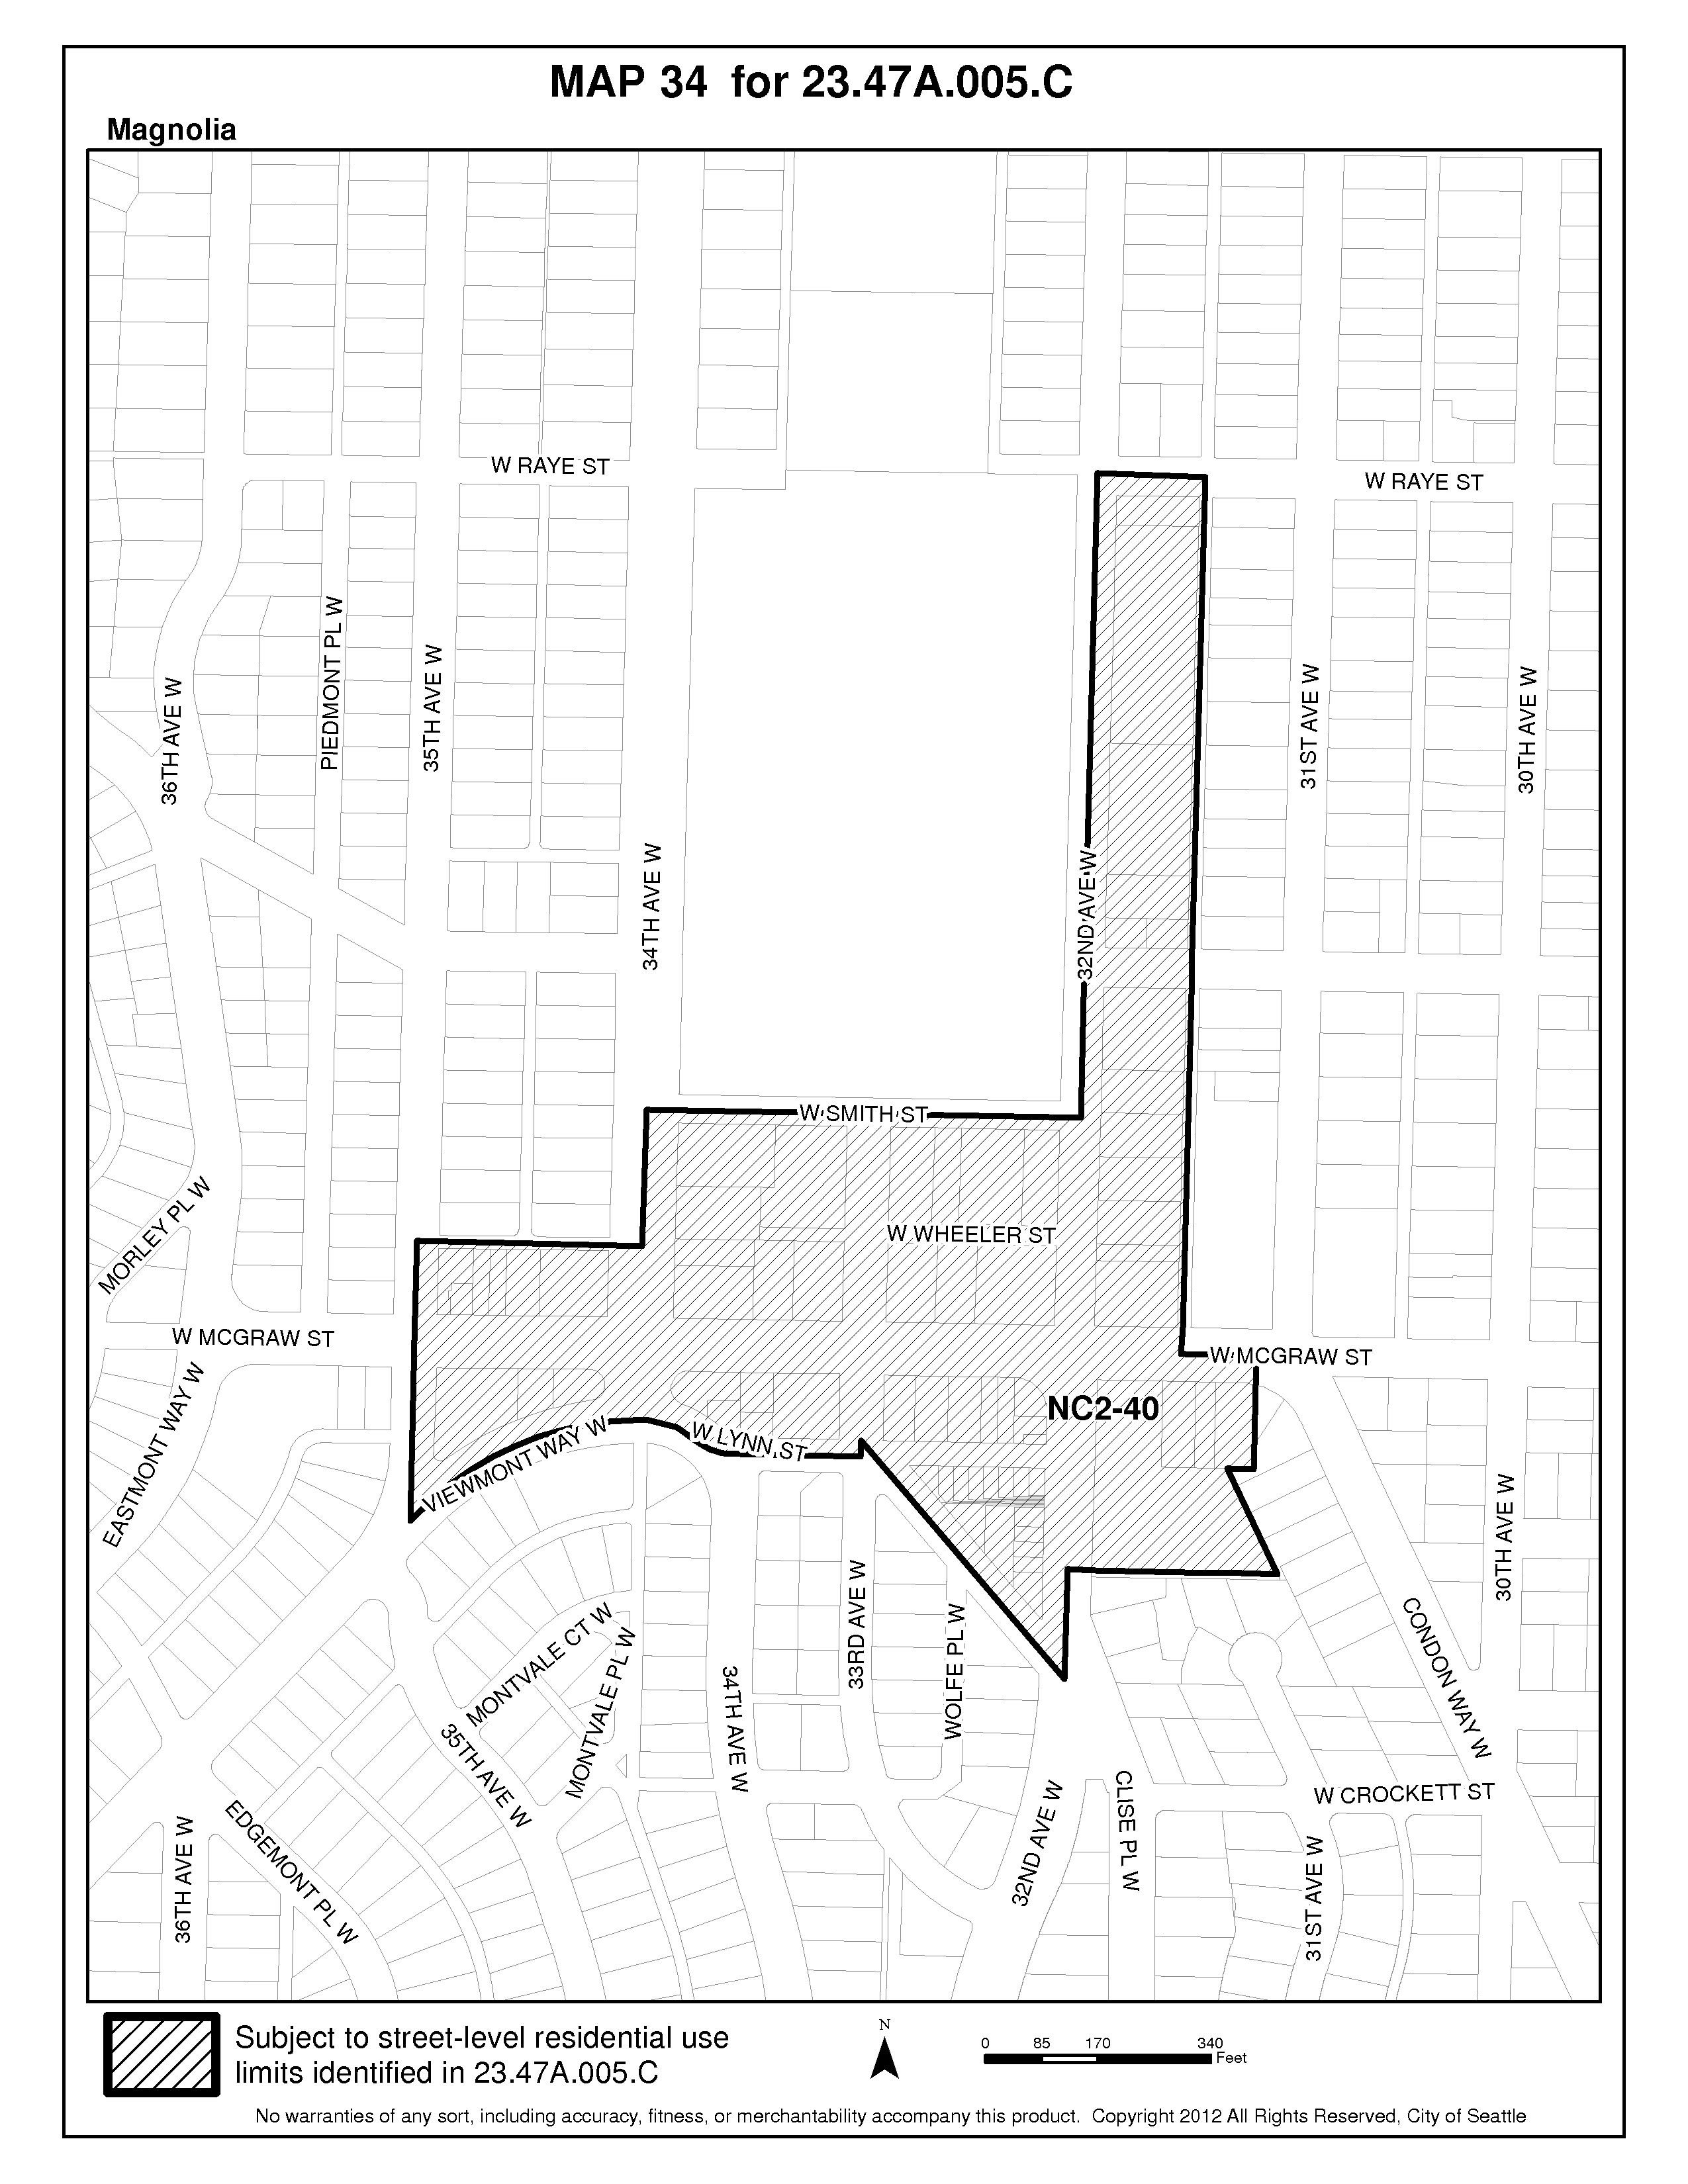 MAP 34 for 23.47A.005.C
Magnolia
W RAYE ST
W RAYE ST
PIEDMONT PL W
35TH AVE W
36TH AVE W
31ST AVE W
30TH AVE W
34TH AVE W
32ND AVE W
W SMITH ST
MORLEY PL W
W WHEELER ST
W MCGRAW ST
W MCGRAW ST
EASTMONT WAY W
NC2-40
VIEWMONT WAY W
W LYNN ST
30TH AVE W
33RD AVE W
WOLFE PL W
MONTVALE CT W
MONTVALE PL W
CONDON WAY W
34TH AVE W
35TH AVE W
CLISE PL W
32ND AVE W
W CROCKETT ST
EDGEMONT PL W
36TH AVE W
31ST AVE W
Subject to street-level residential use
limits identified in 23.47A.005.C
N
0 85 170 340
Feet
No warranties of any sort, including accuracy, fitness, or merchantability accompany this product. Copyright 2012 All Rights Reserved, City of Seattle